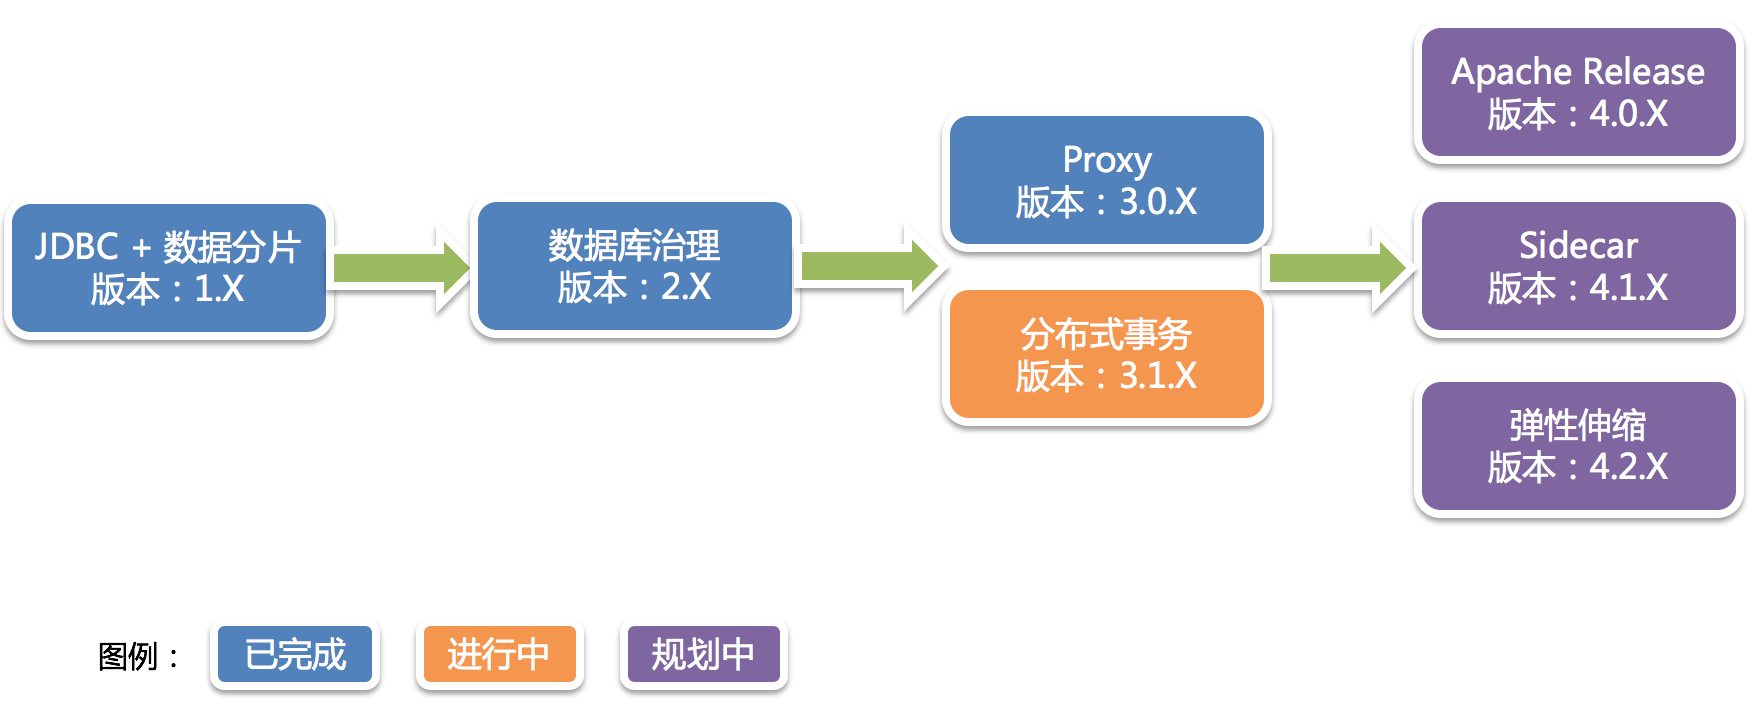 JDBC + 数据分片
版本：1.X
数据库治理
版本：2.X
Proxy
版本：3.0.X
分布式事务
版本：3.1.X
Apache Release
版本：4.0.X
Sidecar
版本：4.1.X
弹性伸缩
版本：4.2.X
图例：
已完成
进行中
规划中